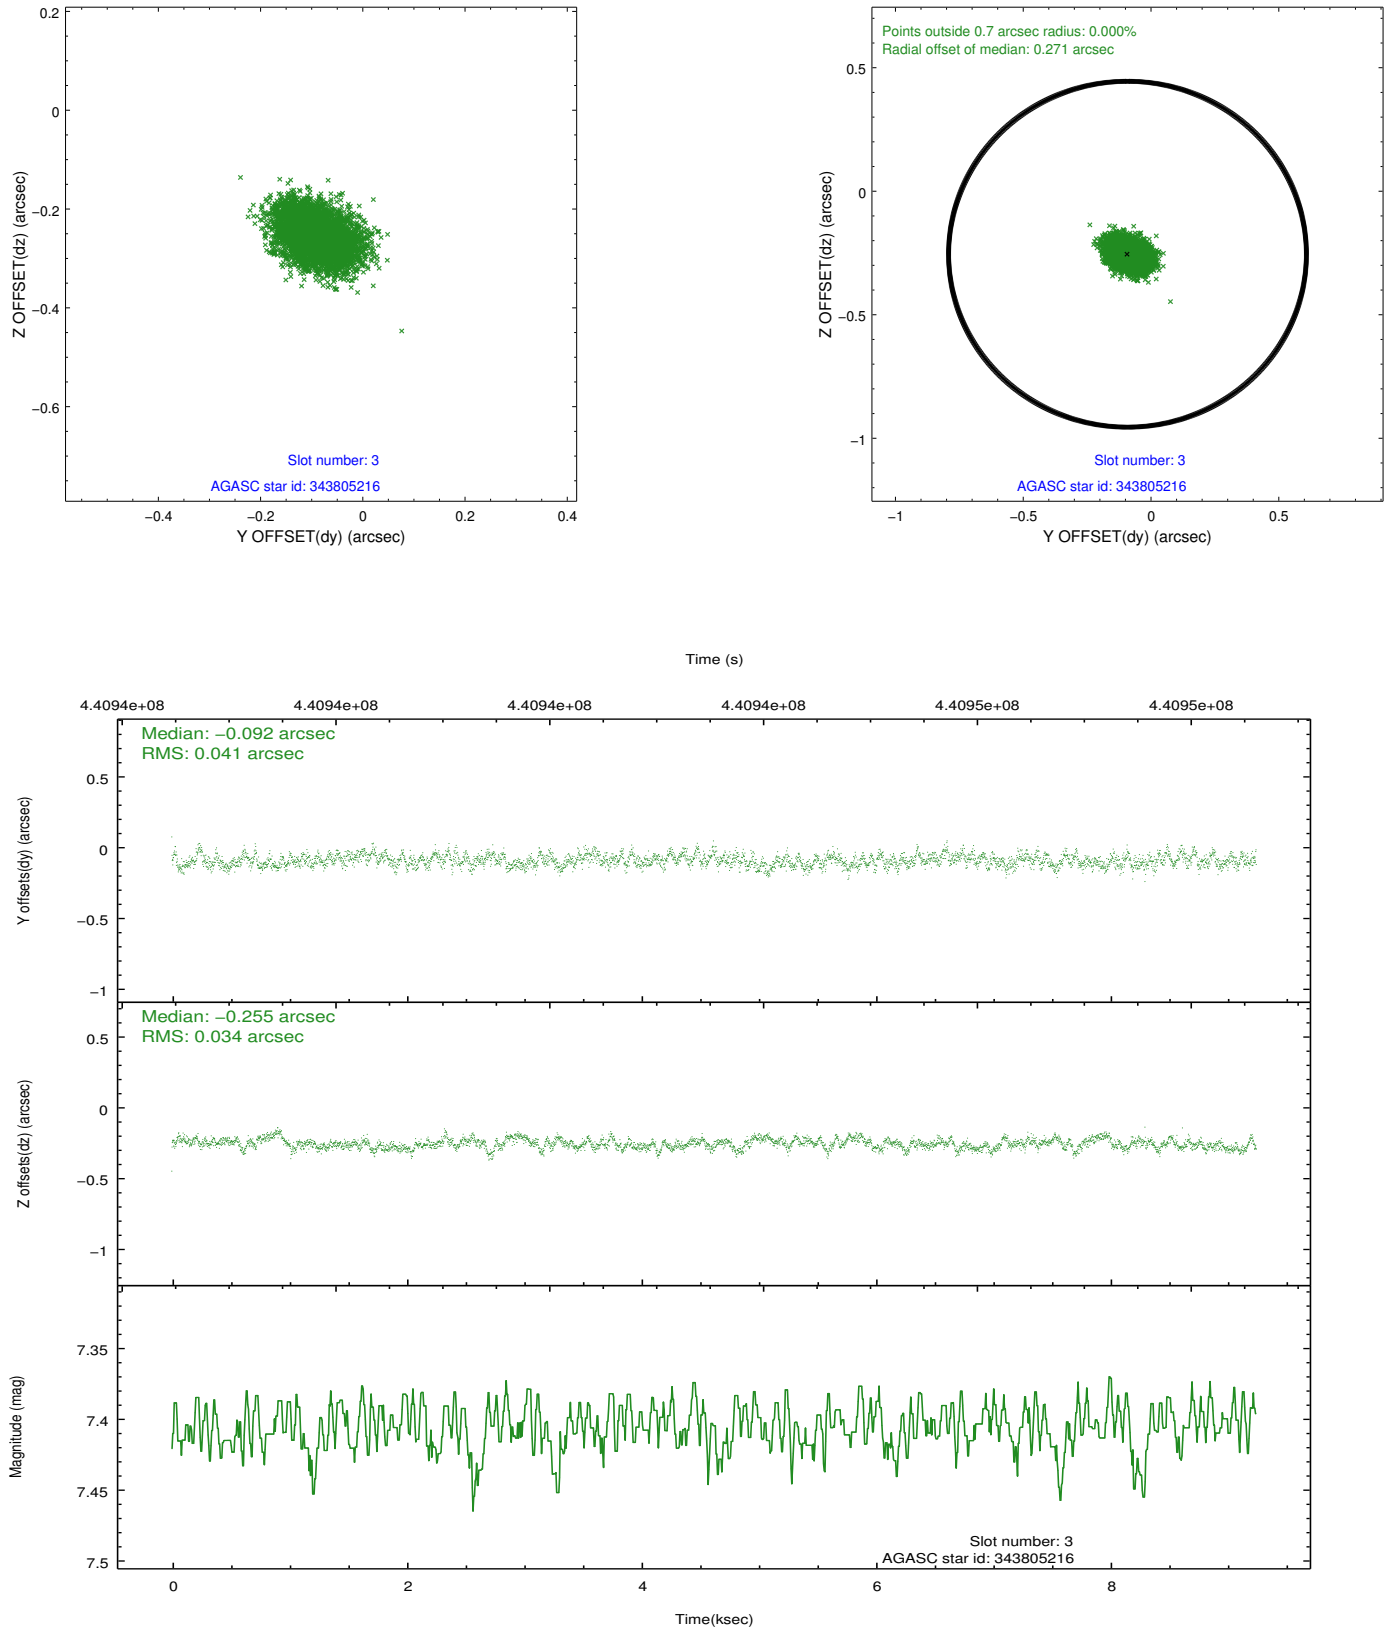 0.2
0
−0.2
−0.4
−0.6
Z OFFSET(dz) (arcsec)
Slot number: 3
AGASC star id: 343805216
−0.4 −0.2 0 0.2 0.4
Y OFFSET(dy) (arcsec)
Points outside 0.7 arcsec radius: 0.000%
Radial offset of median: 0.271 arcsec
0.5
0
−0.5
−1
Z OFFSET(dz) (arcsec)
Slot number: 3
AGASC star id: 343805216
−1 −0.5 0 0.5
Y OFFSET(dy) (arcsec)
Time (s)
4.4094e+08 4.4094e+08 4.4094e+08 4.4094e+08 4.4095e+08 4.4095e+08
Median: −0.092 arcsec
RMS: 0.041 arcsec
0.5
0
−0.5
−1
Y offsets(dy) (arcsec)
Median: −0.255 arcsec
RMS: 0.034 arcsec
0.5
0
−0.5
−1
Z offsets(dz) (arcsec)
7.35
7.4
7.45
7.5
Magnitude (mag)
Slot number: 3
AGASC star id: 343805216
0 2 4 6 8
Time(ksec)